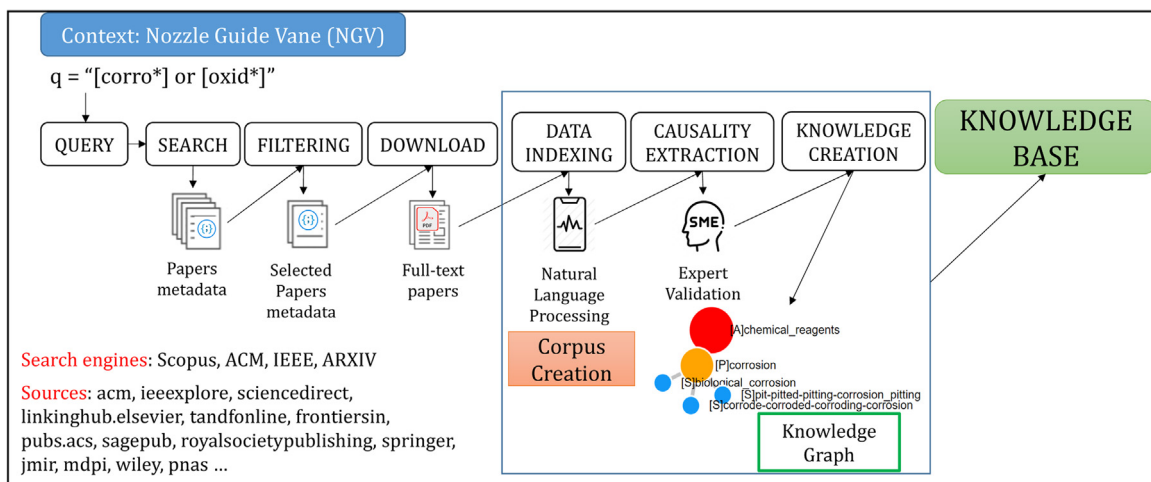 Context: Nozzle Guide Vane (NGV)
q = “[corro*] or [oxid*]”
QUERY
SEARCH
FILTERING
DOWNLOAD
DATA
INDEXING
CAUSALITY
EXTRACTION
KNOWLEDGE
CREATION
KNOWLEDGE
BASE
PDF
SME
Papers
metadata
Selected
Papers
metadata
Full-text
papers
Natural
Language
Processing
Expert
Validation
Corpus
Creation
[A]chemical_reagents
[P]corrosion
[S]biological_corrosion
[S]pit-pitted-pitting-corrosion_pitting
[S]corrode-corroded-corroding-corrosion
Knowledge
Graph
Search engines: Scopus, ACM, IEEE, ARXIV
Sources: acm, ieeexplore, sciencedirect,
linkinghub.elsevier, tandfonline, frontiersin,
pubs.acs, sagepub, royalsocietypublishing, springer,
jmir, mdpi, wiley, pnas ...